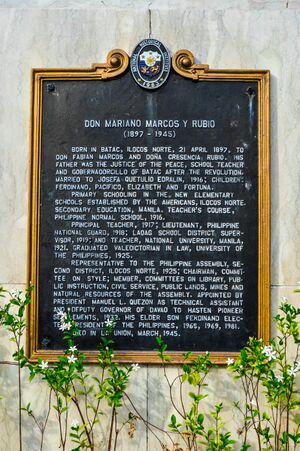 DON MARIANO MARCOS Y RUBIO
(1897 - 1945)
BORN IN BATAC, ILOCOS NORTE, 21 APRIL 1897, TO
DON FABIAN MARCOS AND DOÑA CRESENCIA RUBIO. HIS
FATHER WAS THE JUSTICE OF THE PEACE, SCHOOL TEACHER
AND GOBERNADORCILLO OF BATAC AFTER THE REVOLUTION.
MARRIED TO JOSEFA QUETULIO EDRALIN, 1916; CHILDREN:
FERDINAND, PACIFICO, ELIZABETH AND FORTUNA.
PRIMARY SCHOOLING IN THE NEW ELEMENTARY
SCHOOLS ESTABLISHED BY THE AMERICANS, ILOCOS NORTE.
SECONDARY EDUCATION, MANILA, TEACHER'S COURSE,
PHILIPPINE NORMAL SCHOOL, 1916.
PRINCIPAL TEACHER, 1917; LIEUTENANT, PHILIPPINE
NATIONAL GUARD, 1918; LAOAG SCHOOL DISTRICT SUPER-
VISOR, 1919; AND TEACHER, NATIONAL UNIVERSITY, MANILA,
1921. GRADUATED VALEDICTORIAN IN LAW, UNIVERSITY OF
THE PHILIPPINES, 1925.
REPRESENTATIVE TO THE PHILIPPINE ASSEMBLY, SE-
COND DISTRICT, ILOCOS NORTE, 1925; CHAIRMAN, COMMIT-
TEE ON STYLE; MEMBER, COMMITTEES ON LIBRARY, PUB-
LIC INSTRUCTION, CIVIL SERVICE, PUBLIC LANDS, MINES AND
NATURAL RESOURCES OF THE ASSEMBLY. APPOINTED BY
PRESIDENT MANUEL L. QUEZON AS TECHNICAL ASSISTANT
AND DEPUTY GOVERNOR OF DAVAO TO HASTEN PIONEER
SETTLEMENTS, 1933. HIS ELDER SON FERDINAND ELEC-
TED PRESIDENT OF THE PHILIPPINES, 1965, 1969, 1981.
DIED IN LA UNION, MARCH, 1945.